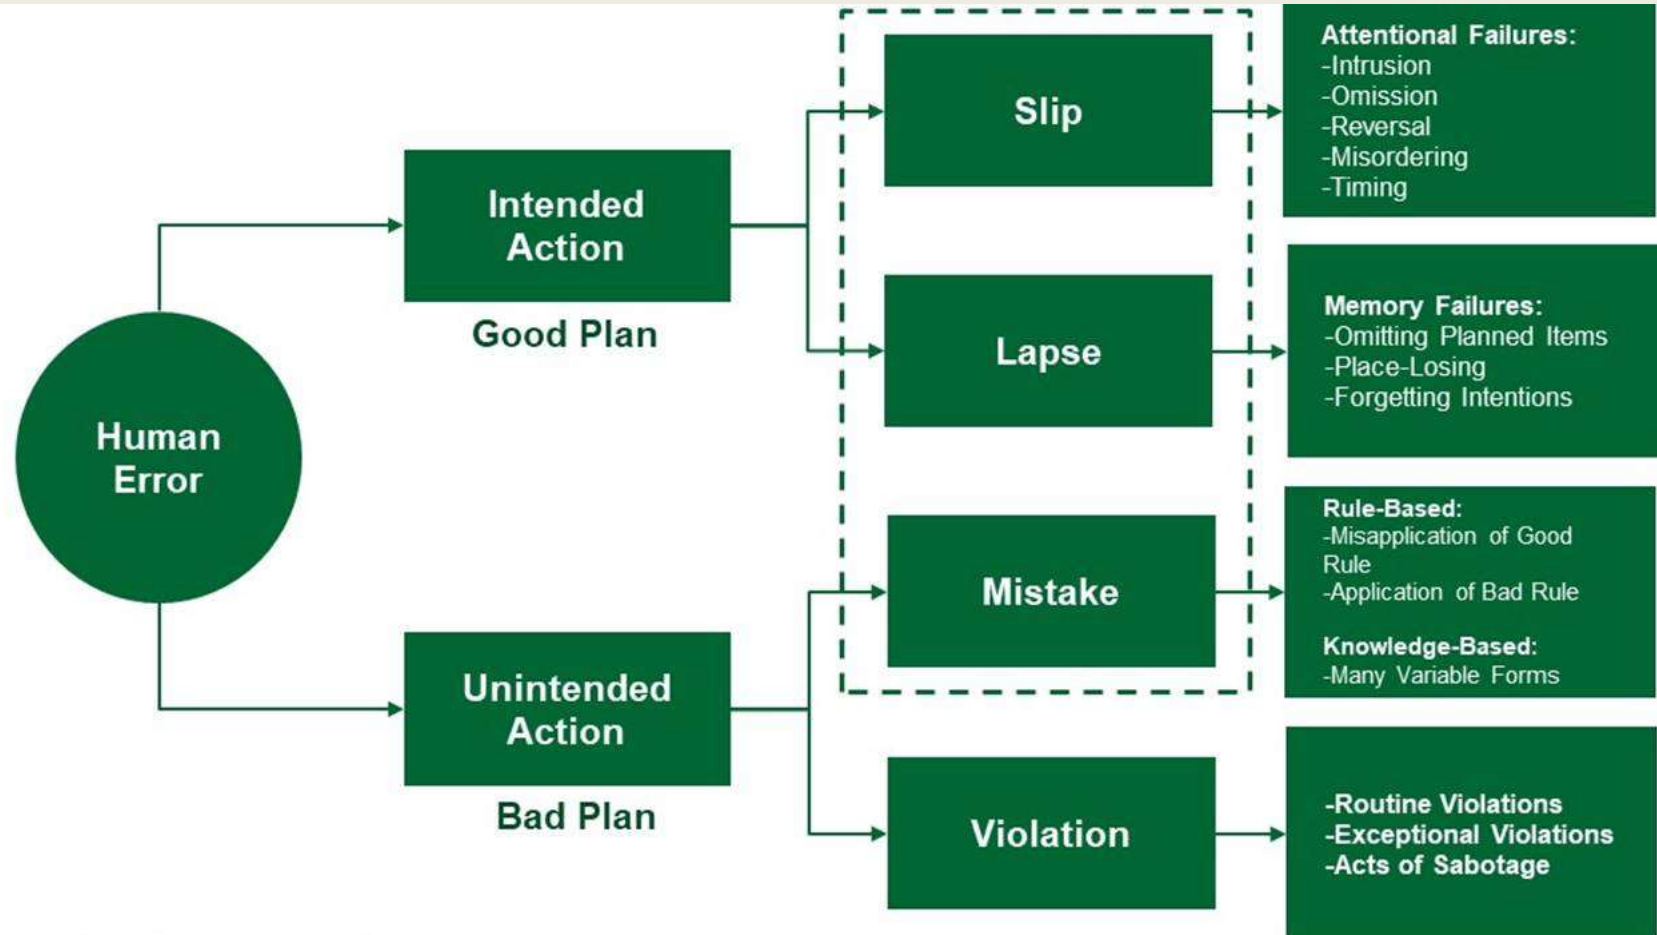 Human
Error
Intended
Action
Good Plan
Unintended
Action
Bad Plan
Slip
Lapse
Mistake
Violation
Attentional Failures:
-Intrusion
-Omission
-Reversal
-Misordering
-Timing
Memory Failures:
-Omitting Planned Items
-Place-Losing
-Forgetting Intentions
Rule-Based:
-Misapplication of Good
Rule
-Application of Bad Rule
Knowledge-Based:
-Many Variable Forms
-Routine Violations
-Exceptional Violations
-Acts of Sabotage